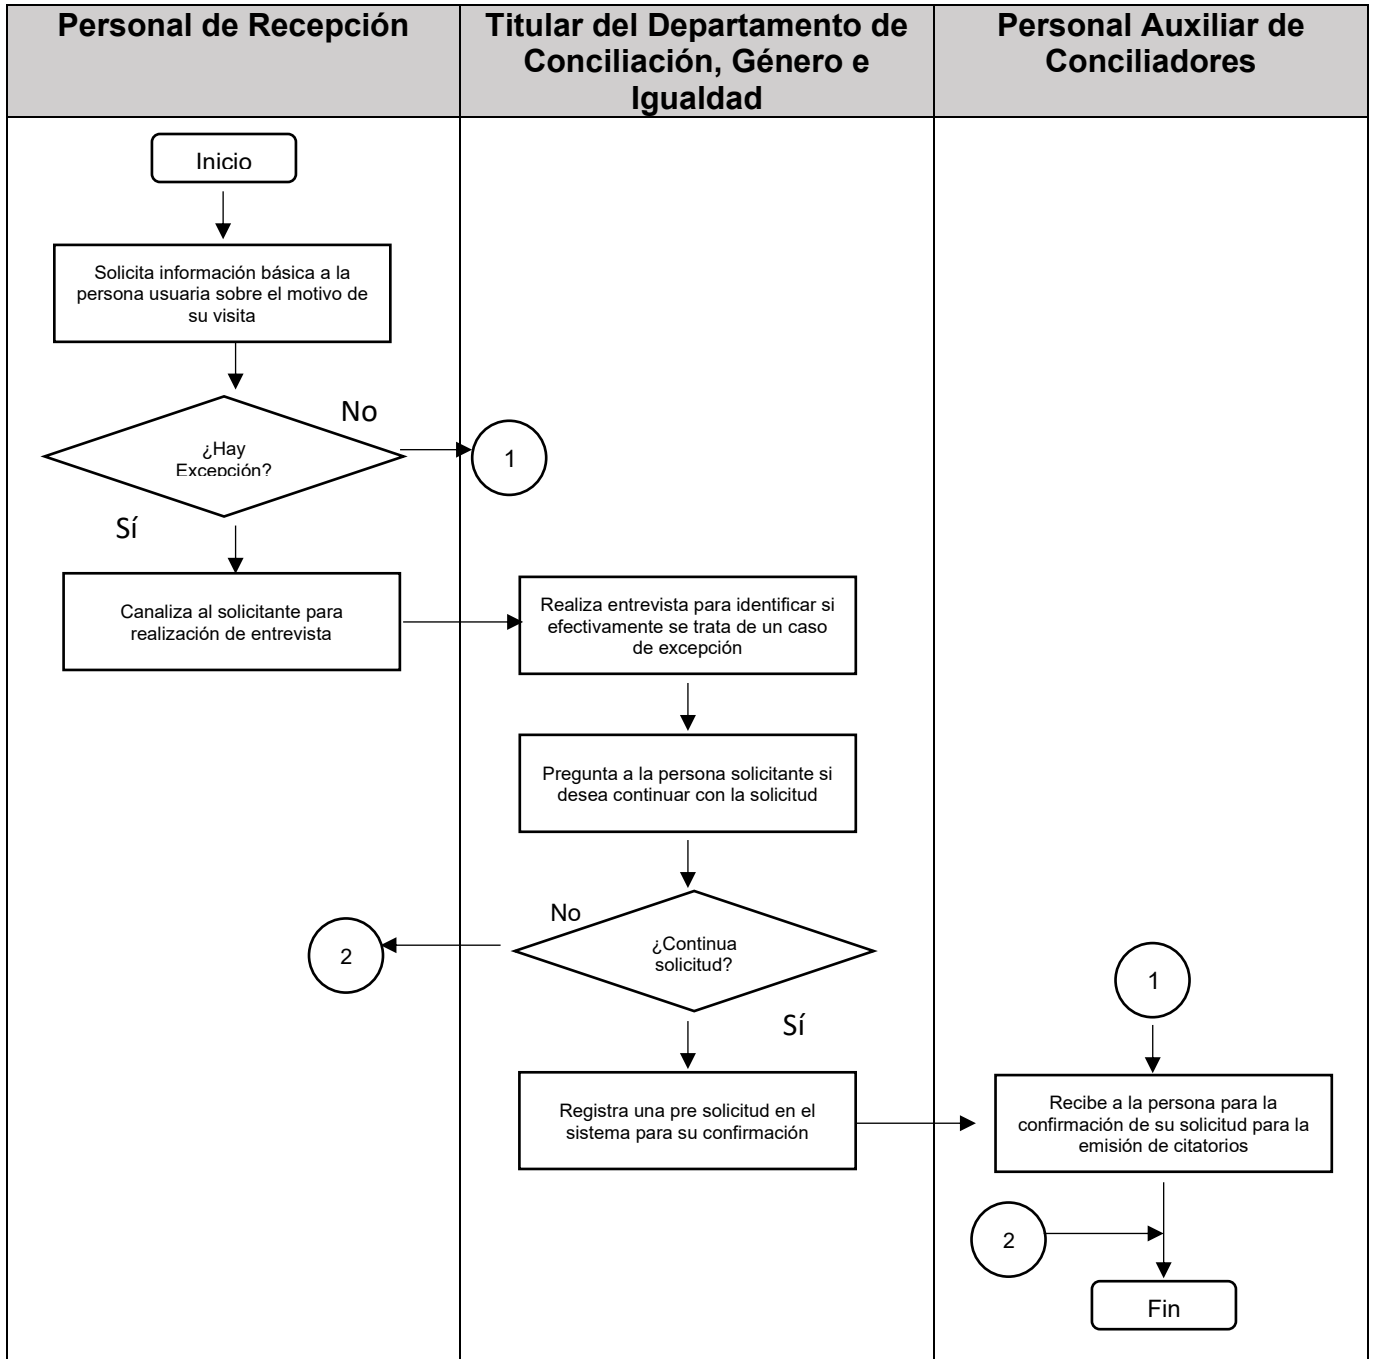 Personal de Recepción
Titular del Departamento de
Conciliación, Género e
Igualdad
Personal Auxiliar de
Conciliadores
Inicio
Solicita información básica a la
persona usuaria sobre el motivo de
su visita
¿Hay
Excepción?
No
1
Sí
Canaliza al solicitante para
realización de entrevista
Realiza entrevista para identificar si
efectivamente se trata de un caso
de excepción
Pregunta a la persona solicitante si
desea continuar con la solicitud
No
¿Continua
solicitud?
2
Sí
Registra una pre solicitud en el
sistema para su confirmación
1
Recibe a la persona para la
confirmación de su solicitud para la
emisión de citatorios
2
Fin